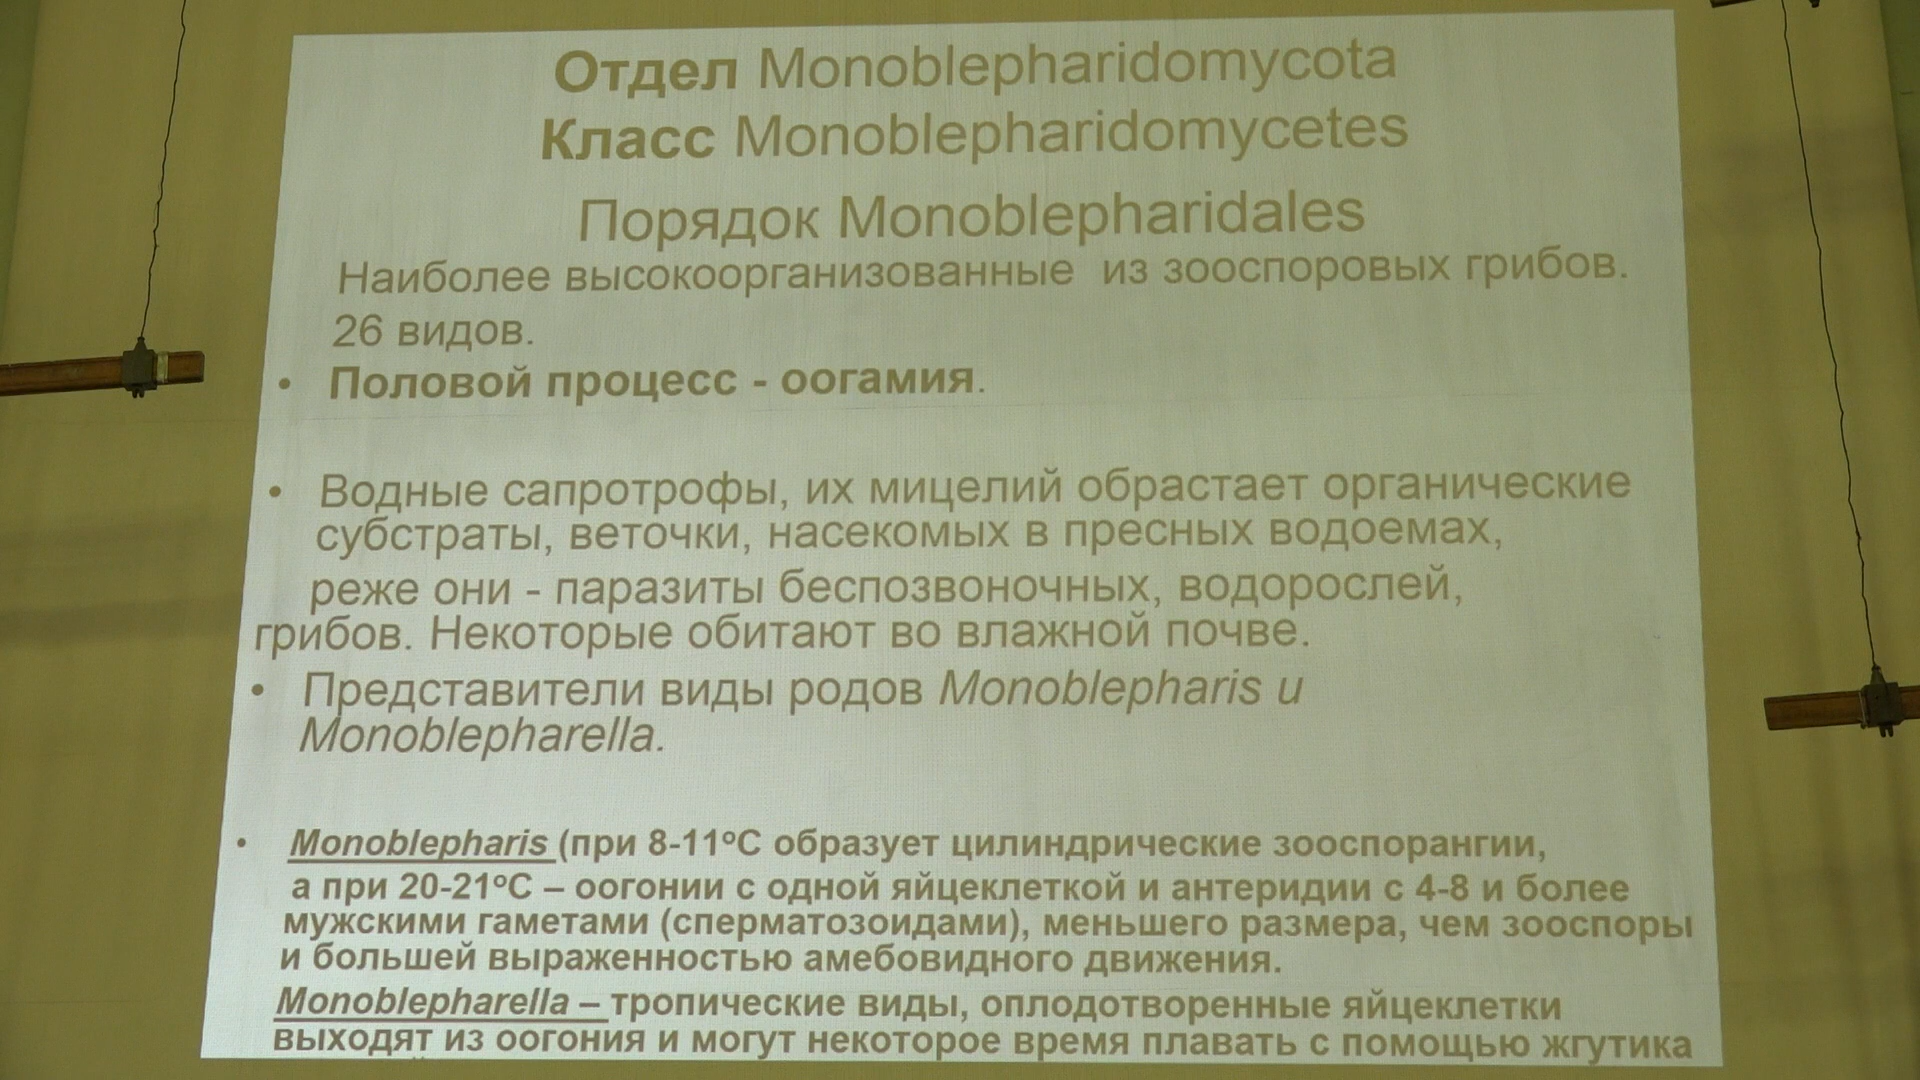 Отдел Monoblepharidomycota
Класс Monoblepharidomycetes
Порядок Monoblepharidales
Наиболее высокоорганизованные из зооспоровых грибов.
26 видов.
• Половой процесс - оогамия.
• Водные сапротрофы, их мицелий обрастает органические
субстраты, веточки, насекомых в пресных водоемах,
реже они - паразиты беспозвоночных, водорослей,
грибов. Некоторые обитают во влажной почве.
• Представители виды родов Monoblepharis и
Monoblepharella.
• Monoblepharis (при 8-11°С образует цилиндрические зооспорангии,
а при 20-21°С – оогонии с одной яйцеклеткой и антеридии с 4-8 и более
мужскими гаметами (сперматозоидами), меньшего размера, чем зооспоры
и большей выраженностью амебовидного движения.
Monoblepharella – тропические виды, оплодотворенные яйцеклетки
выходят из оогония и могут некоторое время плавать с помощью жгутика